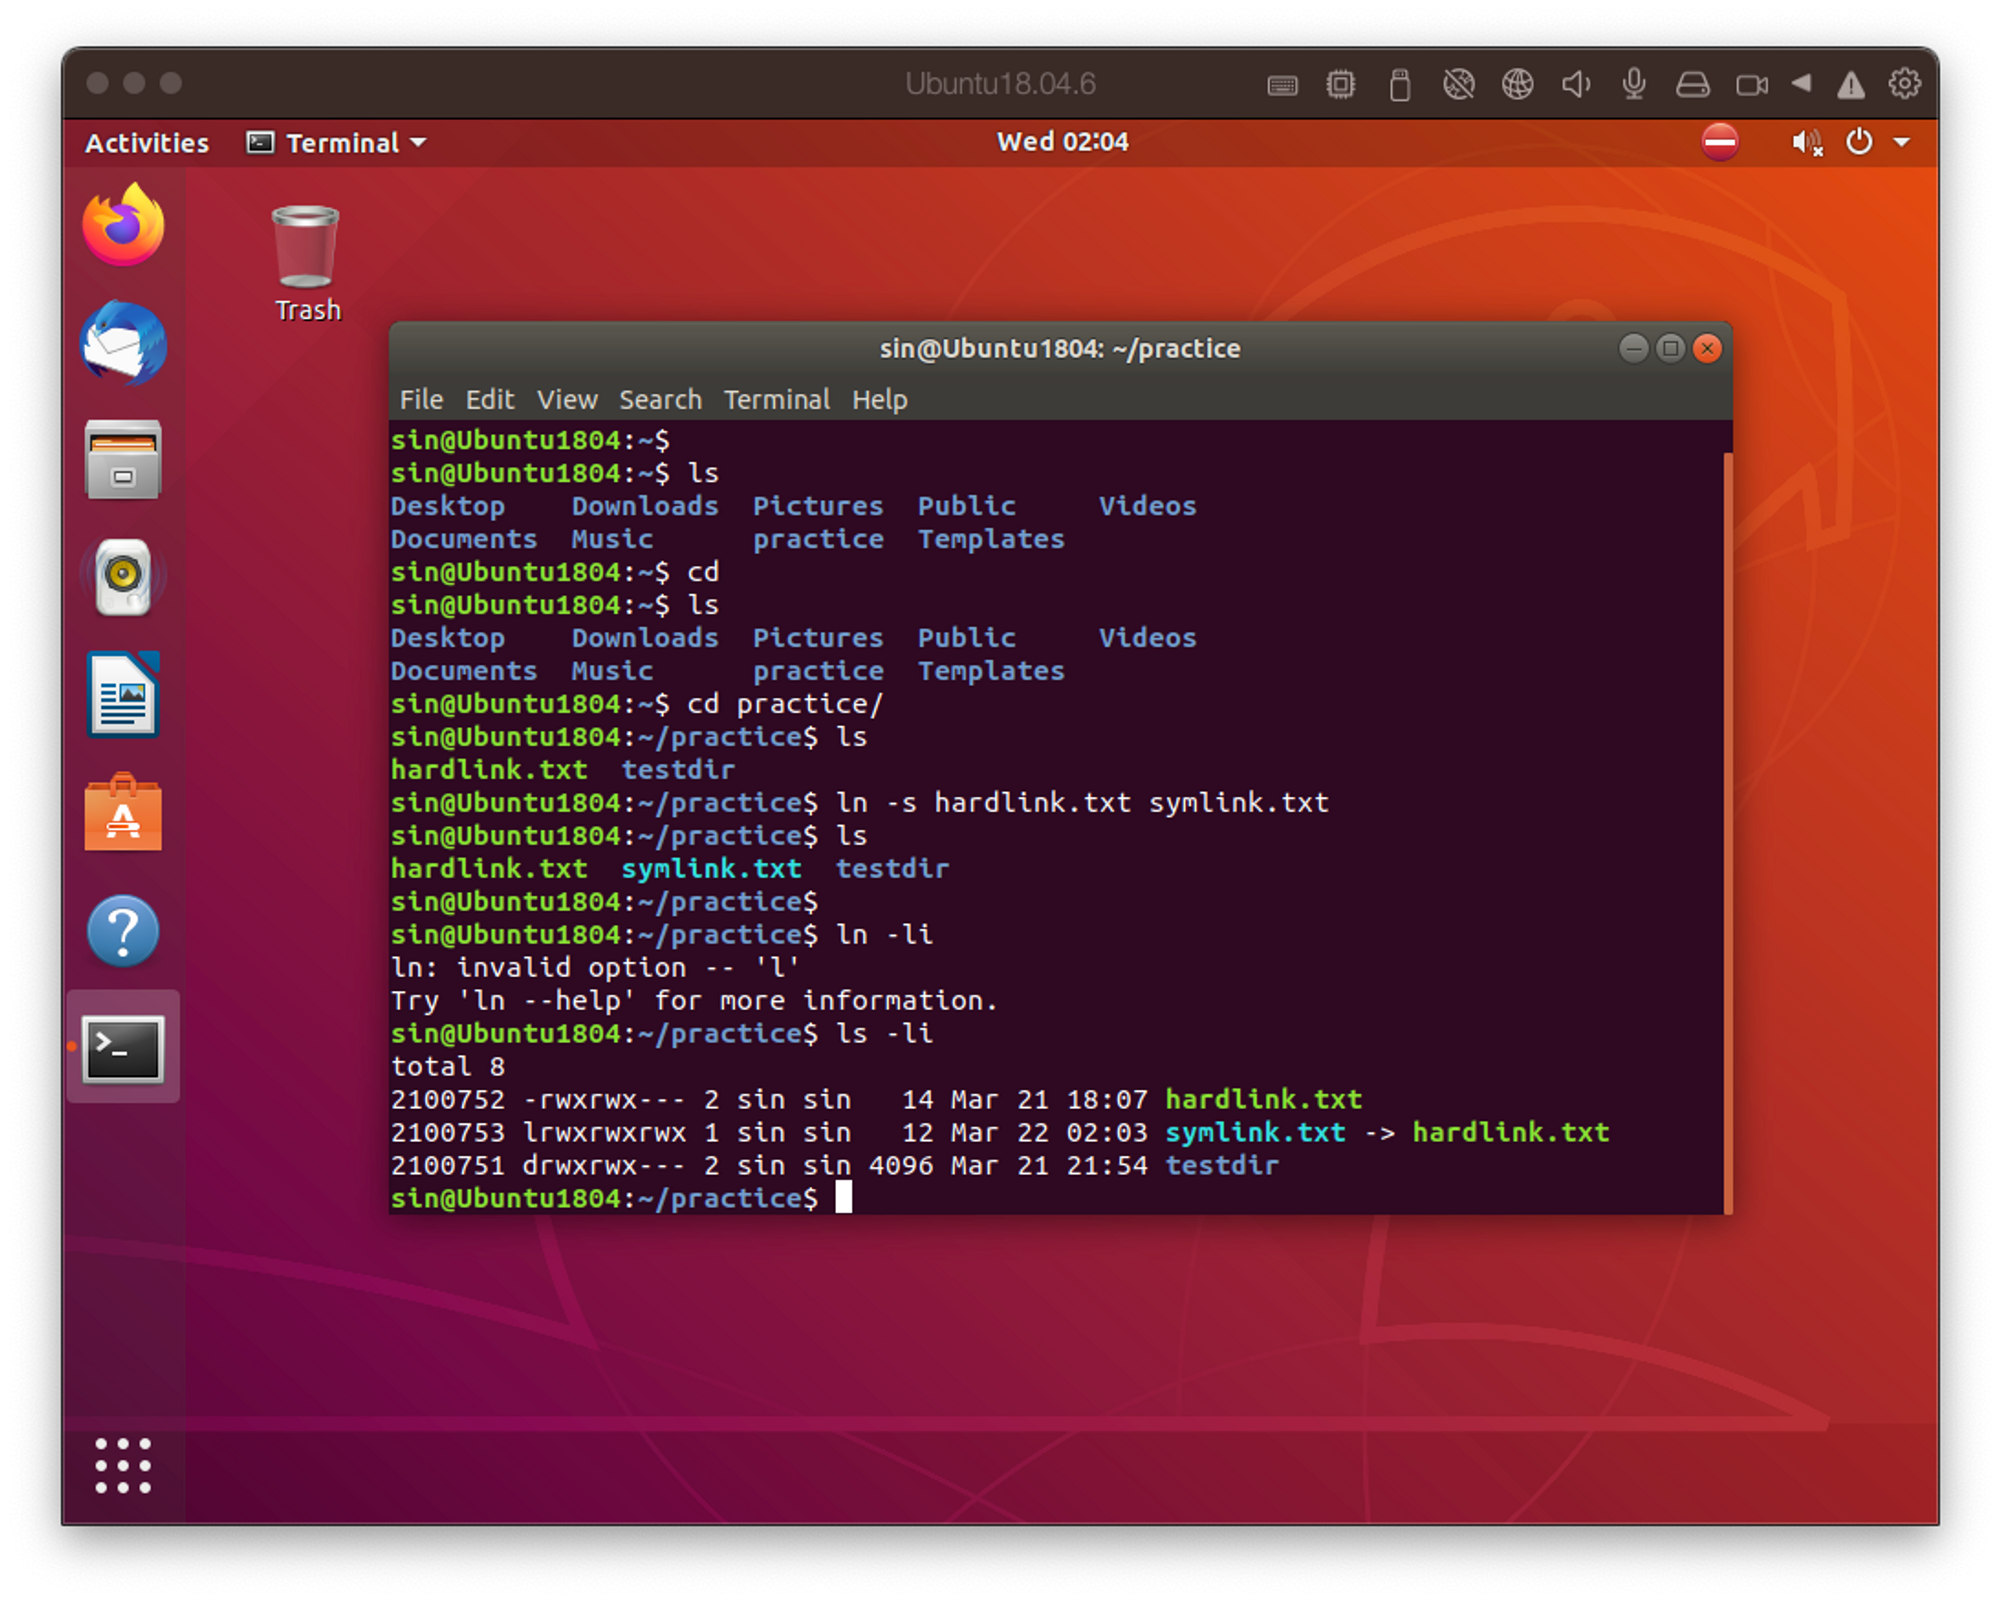 Ubuntu18.04.6
Activities Terminal Wed 02:04
Trash
sin@Ubuntu1804: ~/practice
File Edit View Search Terminal Help
sin@Ubuntu1804:~$
sin@Ubuntu1804:~$ ls
Desktop Downloads Pictures Public Videos
Documents Music practice Templates
sin@Ubuntu1804:~$ cd
sin@Ubuntu1804:~$ ls
Desktop Downloads Pictures Public Videos
Documents Music practice Templates
sin@Ubuntu1804:~$ cd practice/
sin@Ubuntu1804:~/practice$ ls
hardlink.txt testdir
sin@Ubuntu1804:~/practice$ ln -s hardlink.txt symlink.txt
sin@Ubuntu1804:~/practice$ ls
hardlink.txt symlink.txt testdir
sin@Ubuntu1804:~/practice$
sin@Ubuntu1804:~/practice$ ln -li
ln: invalid option -- 'l'
Try 'ln --help' for more information.
sin@Ubuntu1804:~/practice$ ls -li
total 8
2100752 -rwxrwx--- 2 sin sin 14 Mar 21 18:07 hardlink.txt
2100753 lrwxrwxrwx 1 sin sin 12 Mar 22 02:03 symlink.txt -> hardlink.txt
2100751 drwxrwx--- 2 sin sin 4096 Mar 21 21:54 testdir
sin@Ubuntu1804:~/practice$